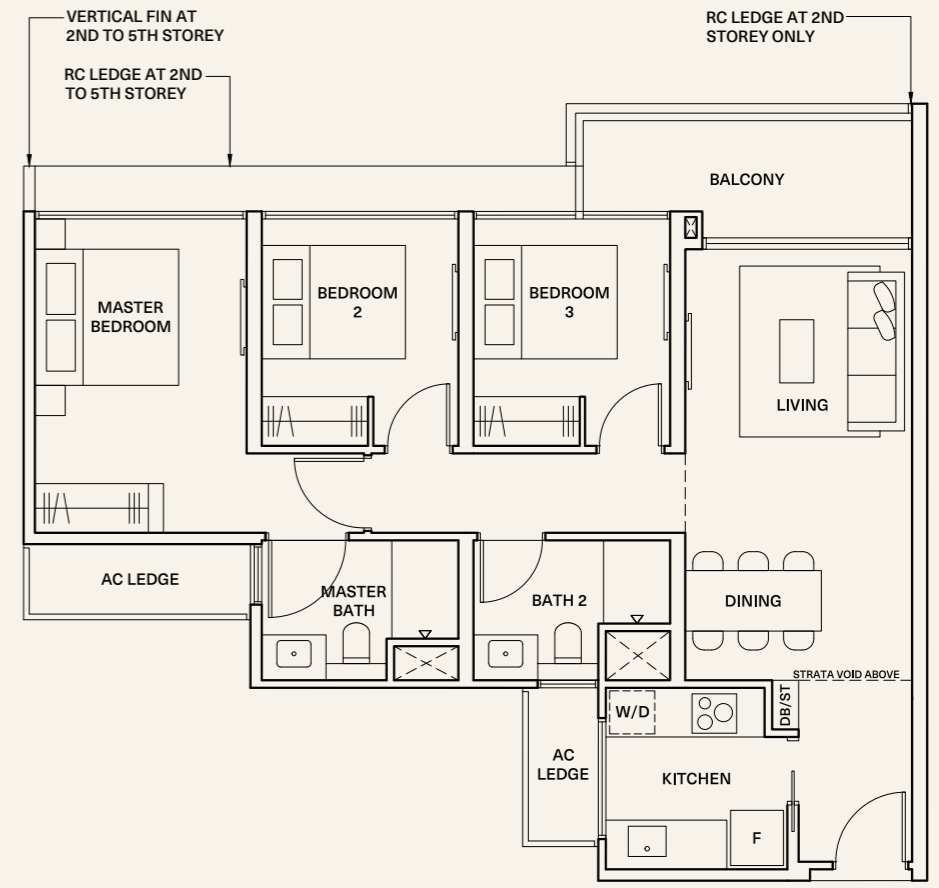 VERTICAL FIN AT
2ND TO 5TH STOREY
RC LEDGE AT 2ND
STOREY ONLY
RC LEDGE AT 2ND
TO 5TH STOREY
BALCONY
MASTER
BEDROOM
BEDROOM
2
BEDROOM
3
LIVING
AC LEDGE
MASTER
BATH
BATH 2
DINING
STRATA VOID ABOVE
DB/ST
W/D
AC
LEDGE
KITCHEN
F